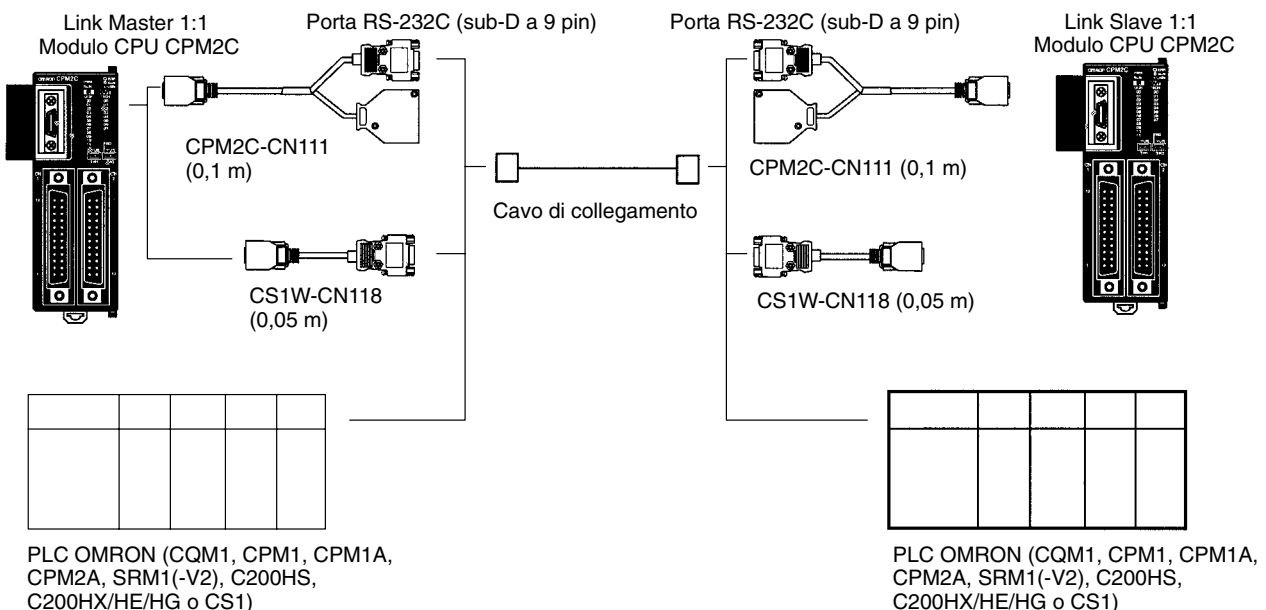 Link Master 1:1
Modulo CPU CPM2C
Porta RS-232C (sub-D a 9 pin)
Porta RS-232C (sub-D a 9 pin)
Link Slave 1:1
Modulo CPU CPM2C
CPM2C-CN111
(0,1 m)
CPM2C-CN111 (0,1 m)
Cavo di collegamento
CS1W-CN118
(0,05 m)
CS1W-CN118 (0,05 m)
PLC OMRON (CQM1, CPM1, CPM1A,
CPM2A, SRM1(-V2), C200HS,
C200HX/HE/HG o CS1)
PLC OMRON (CQM1, CPM1, CPM1A,
CPM2A, SRM1(-V2), C200HS,
C200HX/HE/HG o CS1)